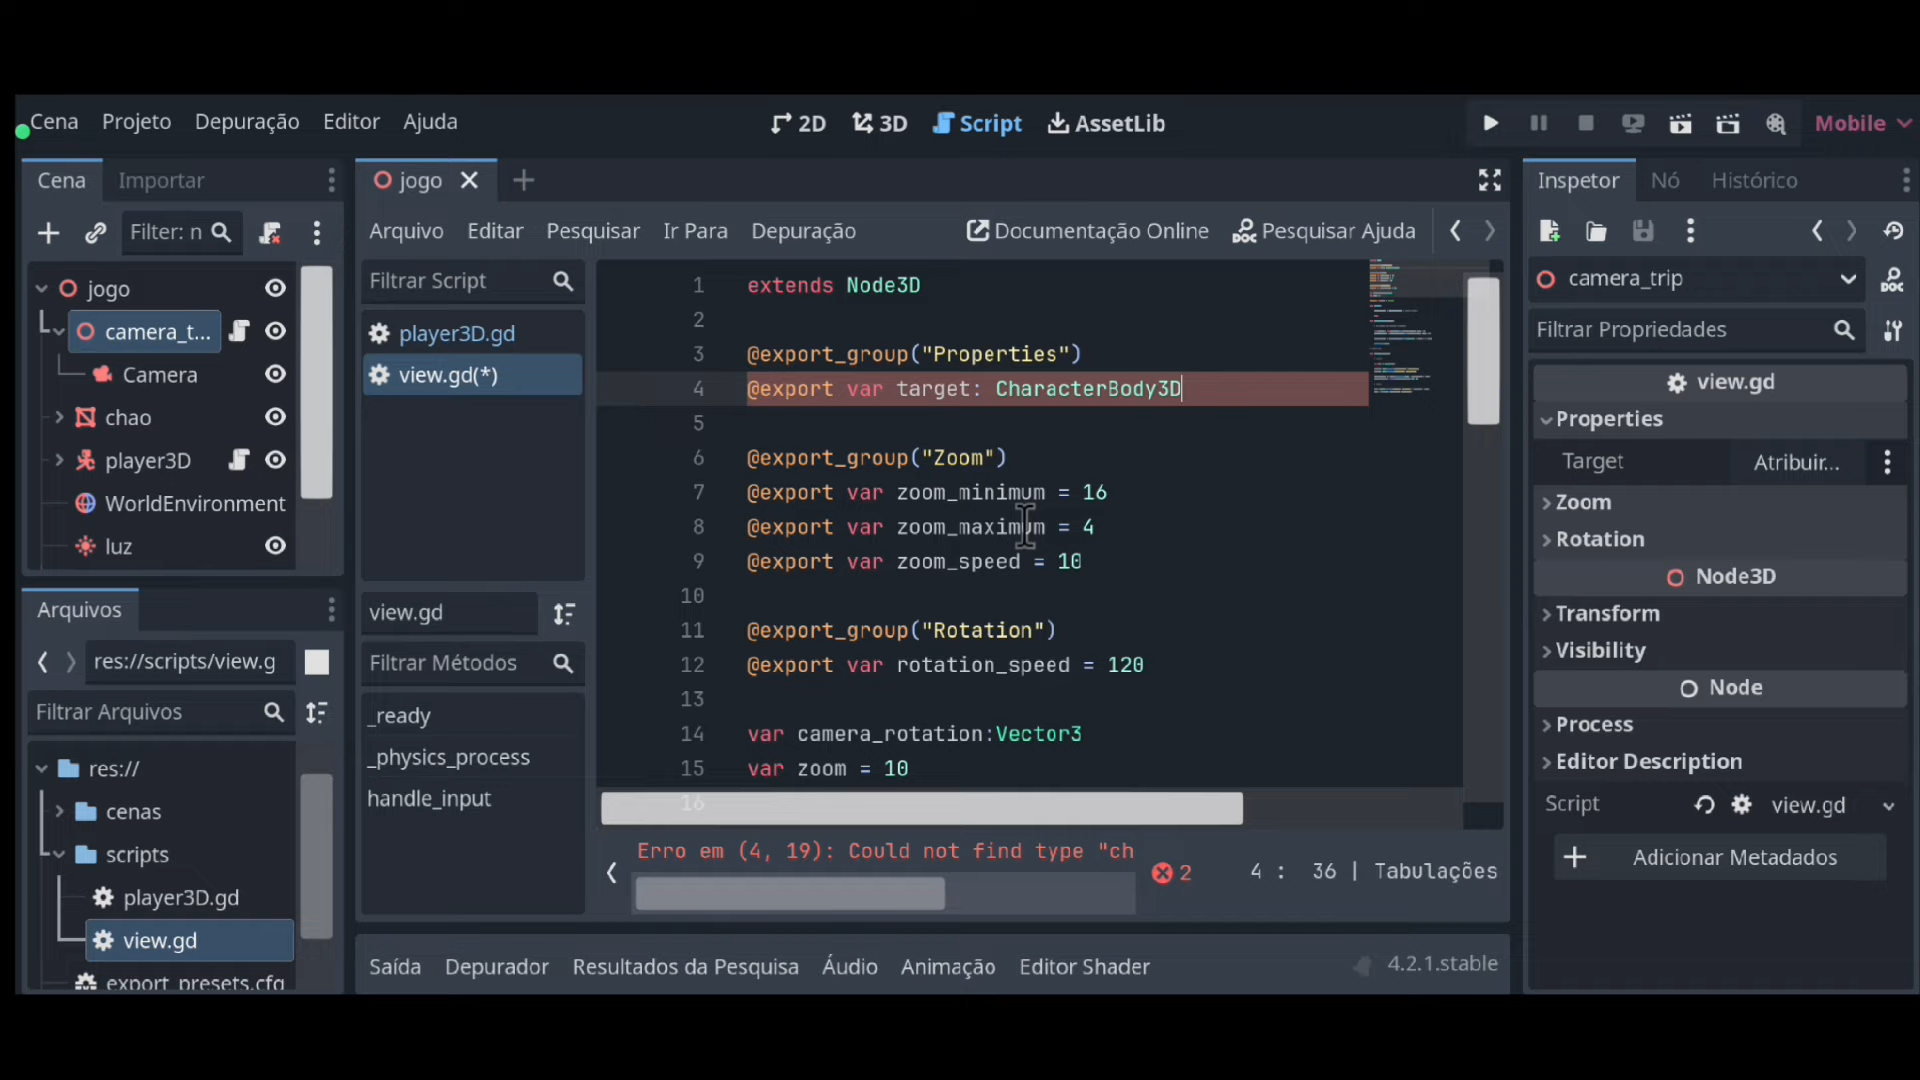 Cena Projeto Depuração Editor Ajuda
2D 3D Script AssetLib
Mobile
Cena Importar
Filter: n
jogo
camera_t...
Camera
chao
player3D
WorldEnvironment
luz
Arquivos
res://scripts/view.g
Filtrar Arquivos
res://
cenas
scripts
player3D.gd
view.gd
export_presets.cfg
jogo
Arquivo Editar Pesquisar Ir Para Depuração Documentação Online Pesquisar Ajuda
Filtrar Script
player3D.gd
view.gd(*)
view.gd
Filtrar Métodos
_ready
_physics_process
handle_input
1 extends Node3D
2
3 @export_group("Properties")
4 @export var target: CharacterBody3D
5
6 @export_group("Zoom")
7 @export var zoom_minimum = 16
8 @export var zoom_maximum = 4
9 @export var zoom_speed = 10
10
11 @export_group("Rotation")
12 @export var rotation_speed = 120
13
14 var camera_rotation:Vector3
15 var zoom = 10
16
Erro em (4, 19): Could not find type "ch
2 4 : 36 | Tabulações
Saída Depurador Resultados da Pesquisa Áudio Animação Editor Shader 4.2.1.stable
Inspetor Nó Histórico
camera_trip
Filtrar Propriedades
view.gd
Properties
Target Atribuir...
Zoom
Rotation
Node3D
Transform
Visibility
Node
Process
Editor Description
Script view.gd
Adicionar Metadados